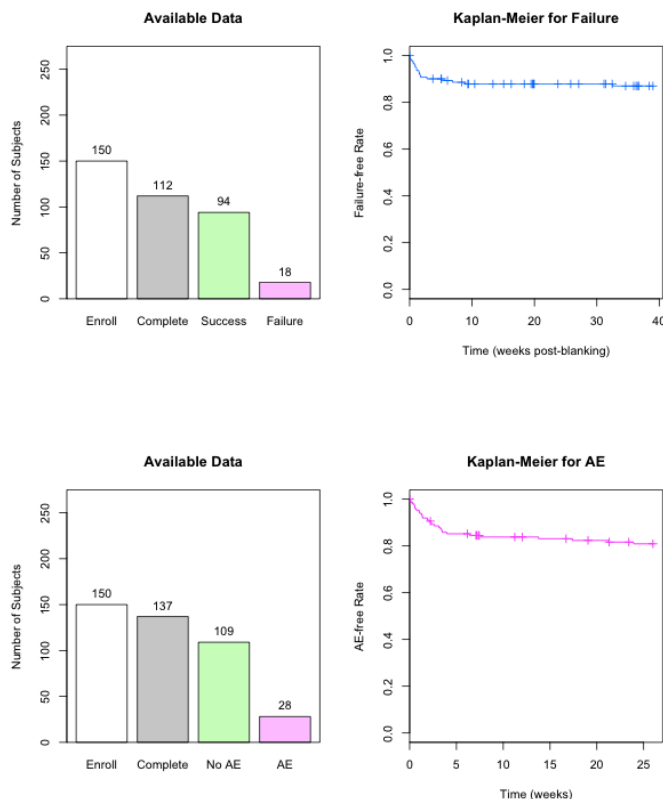 Available Data
Number of Subjects
0
50
100
150
200
250
150
112
94
18
Enroll Complete Success Failure
Kaplan-Meier for Failure
Failure-free Rate
0.0
0.2
0.4
0.6
0.8
1.0
0 10 20 30 40
Time (weeks post-blanking)
Available Data
Number of Subjects
0
50
100
150
200
250
150
137
109
28
Enroll Complete No AE AE
Kaplan-Meier for AE
AE-free Rate
0.0
0.2
0.4
0.6
0.8
1.0
0 5 10 15 20 25
Time (weeks)